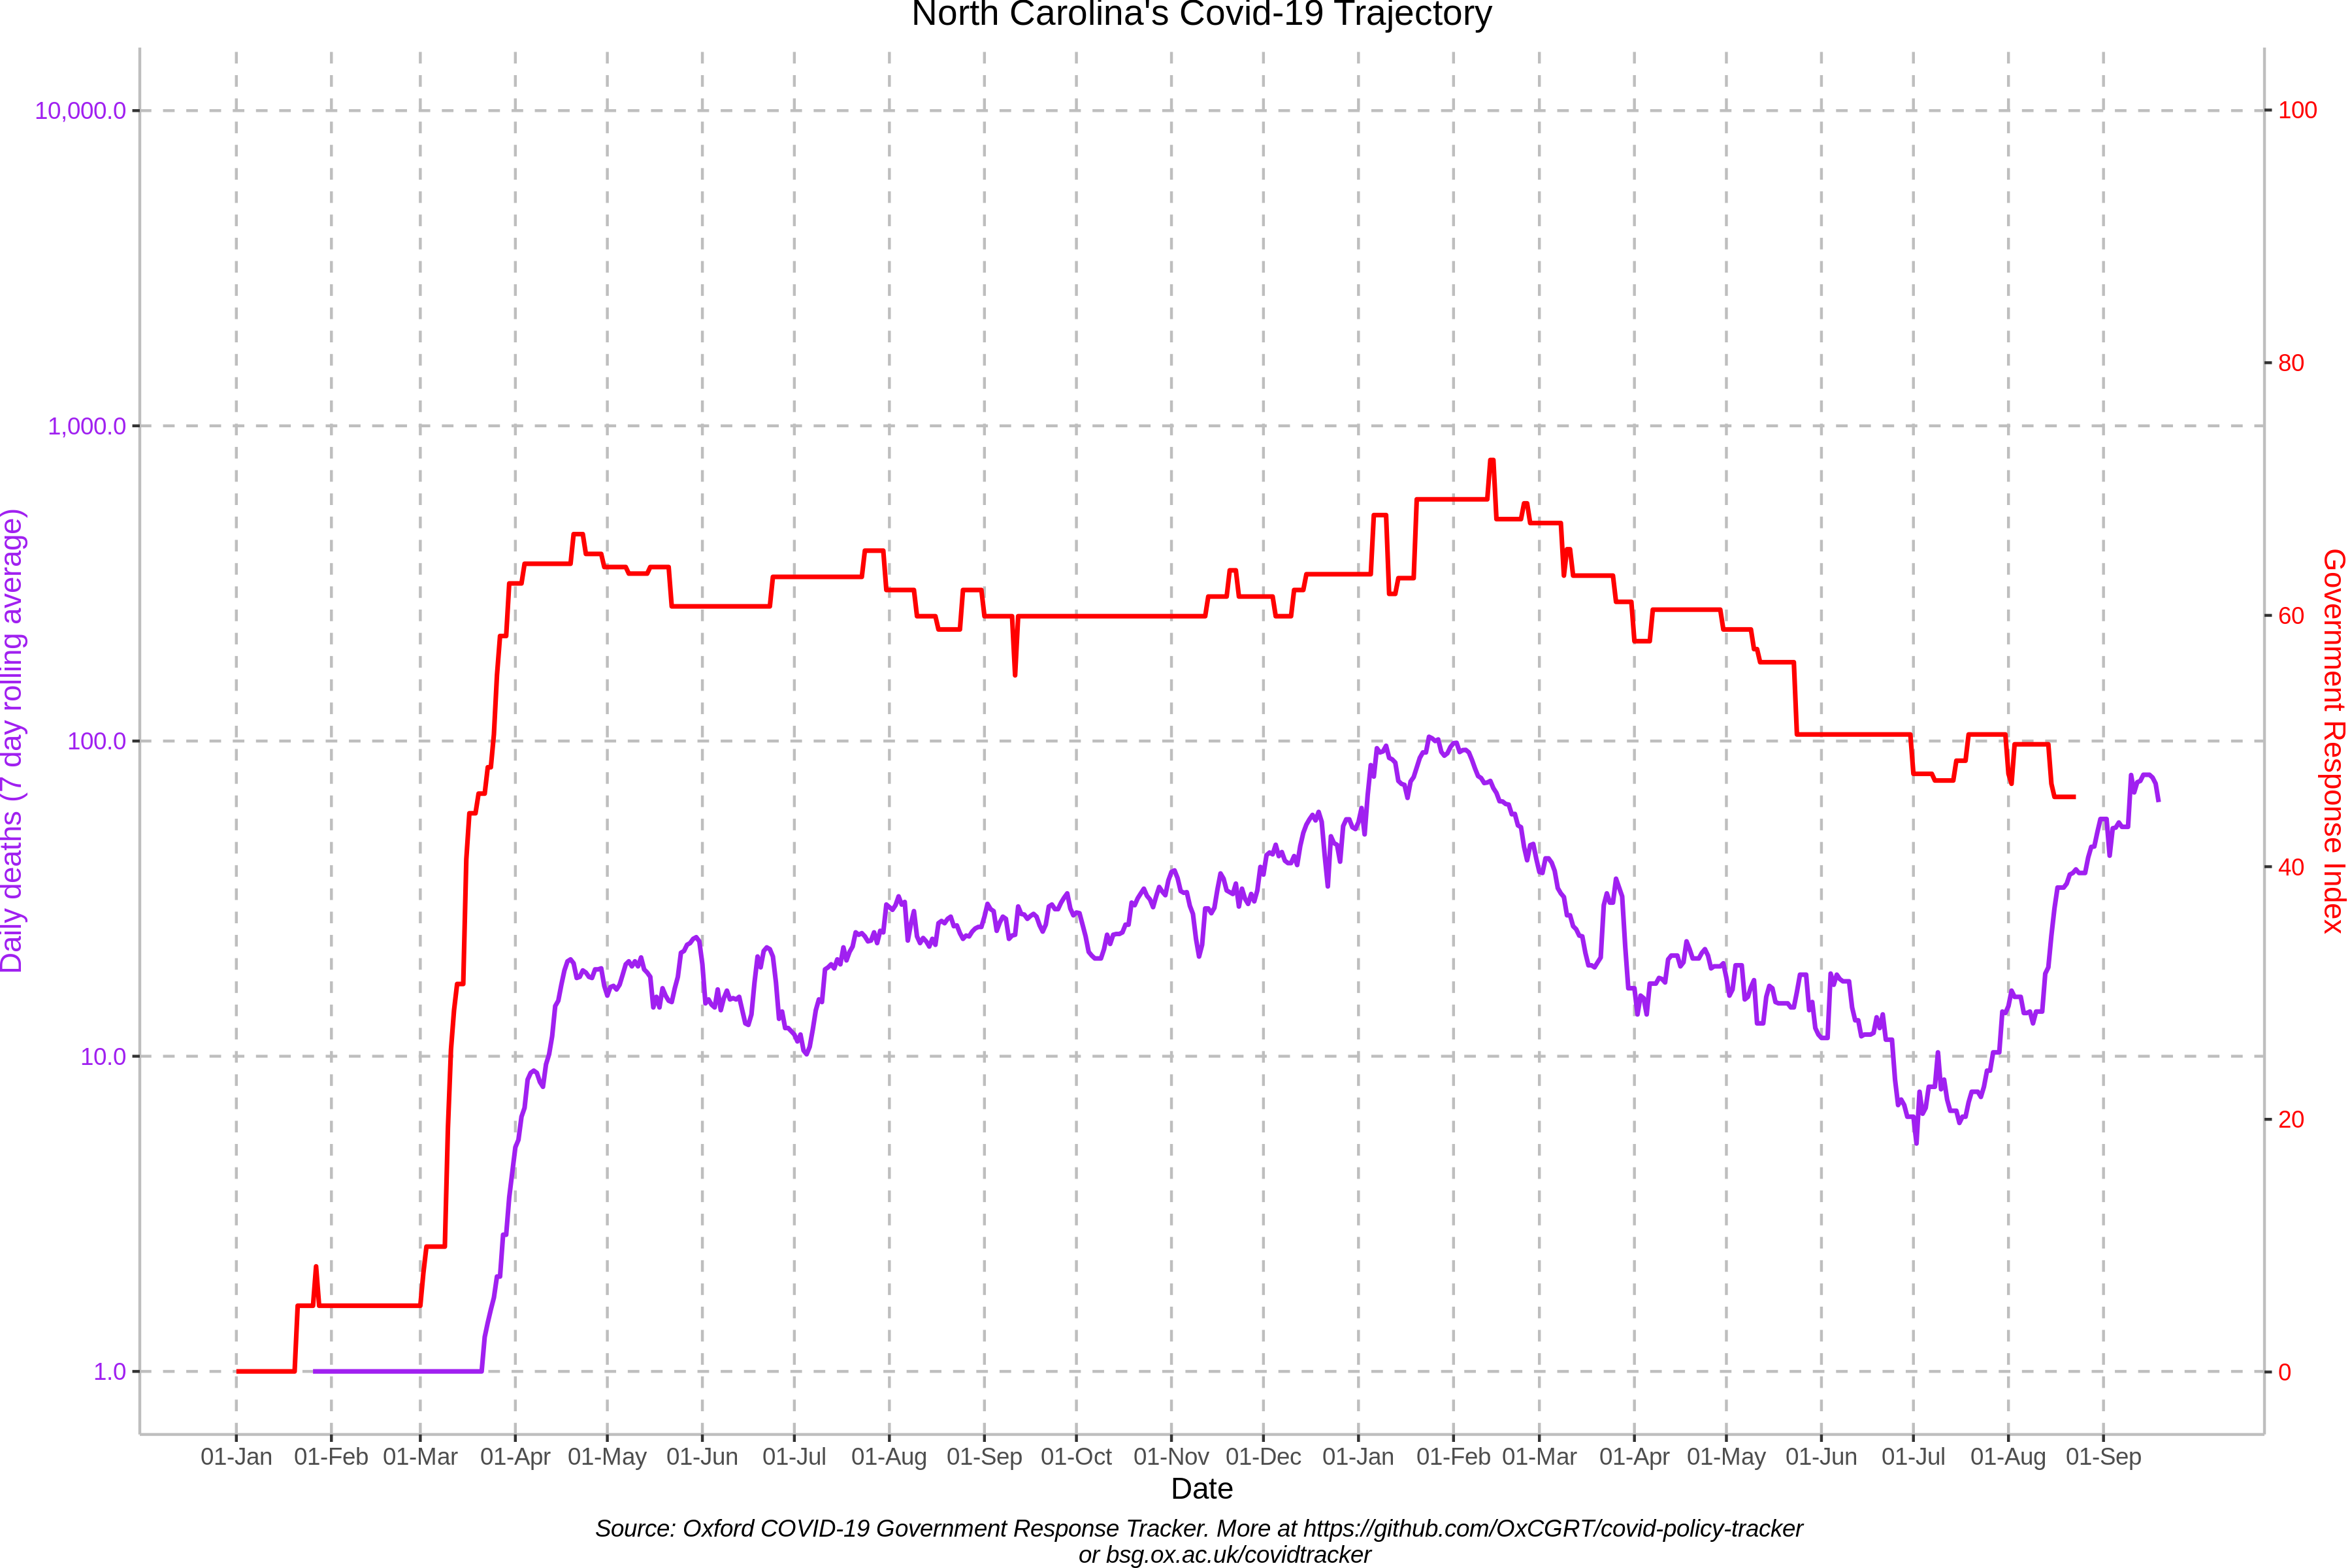 North Carolina's Covid-19 Trajectory
10,000.0
1,000.0
100.0
10.0
1.0
Daily deaths (7 day rolling average)
100
80
60
40
20
0
Government Response Index
01-Jan 01-Feb 01-Mar 01-Apr 01-May 01-Jun 01-Jul 01-Aug 01-Sep 01-Oct 01-Nov 01-Dec 01-Jan 01-Feb 01-Mar 01-Apr 01-May 01-Jun 01-Jul 01-Aug 01-Sep
Date
Source: Oxford COVID-19 Government Response Tracker. More at https://github.com/OxCGRT/covid-policy-tracker
or bsg.ox.ac.uk/covidtracker